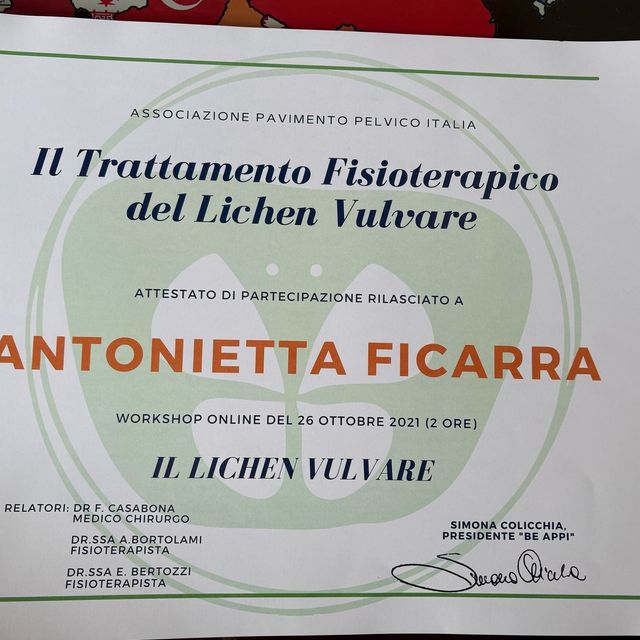 ASSOCIAZIONE PAVIMENTO PELVICO ITALIA
Il Trattamento Fisioterapico
del Lichen Vulvare
ATTESTATO DI PARTECIPAZIONE RILASCIATO A
ANTONIETTA FICARRA
WORKSHOP ONLINE DEL 26 OTTOBRE 2021 (2 ORE)
IL LICHEN VULVARE
RELATORI: DR F. CASABONA
MEDICO CHIRURGO
DR.SSA A.BORTOLAMI
FISIOTERAPISTA
DR.SSA E. BERTOZZI
FISIOTERAPISTA
SIMONA COLICCHIA,
PRESIDENTE "BE APPI"